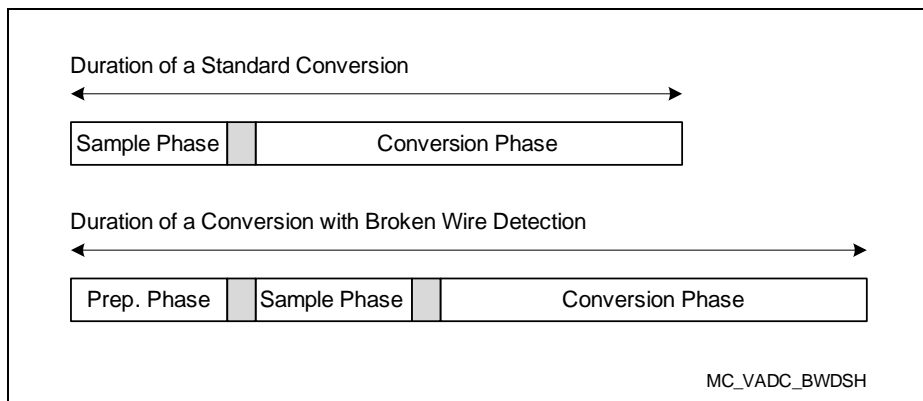 Duration of a Standard Conversion
Sample Phase Conversion Phase
Duration of a Conversion with Broken Wire Detection
Prep. Phase Sample Phase Conversion Phase
MC_VADC_BWDSH